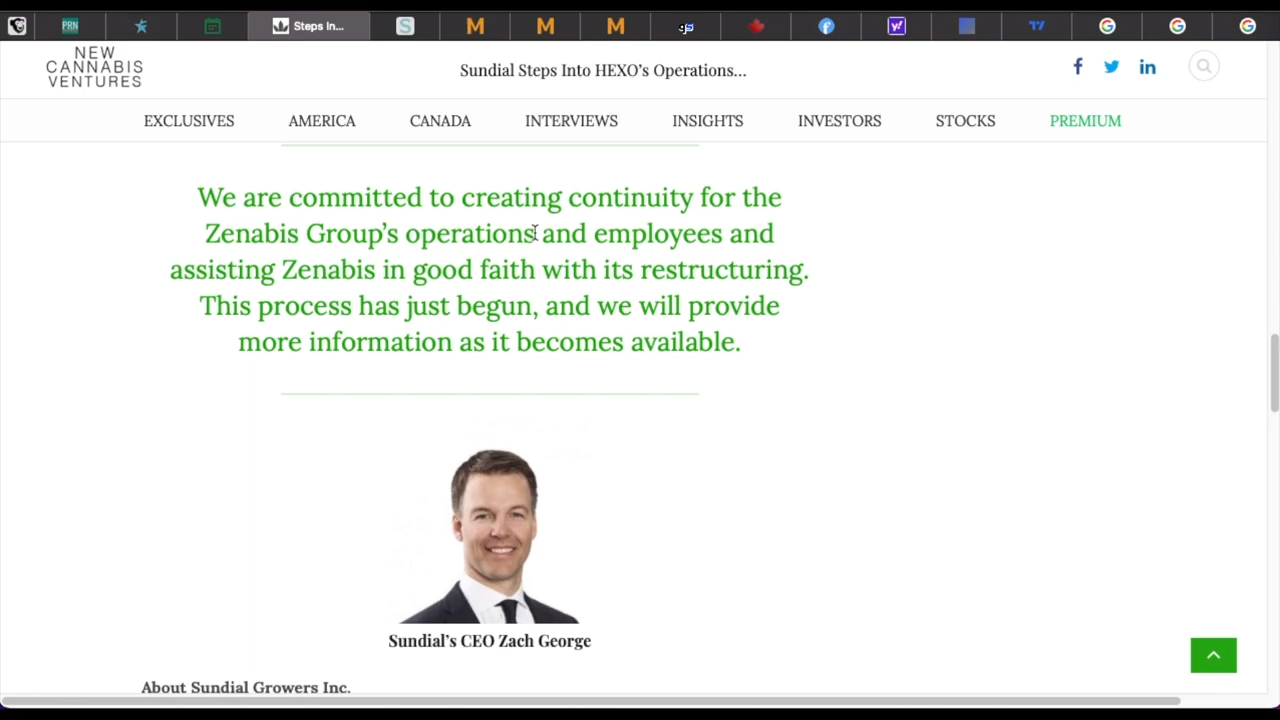 PRN
Steps In...
S
M
M
M
G
G
G
NEW
CANNABIS
VENTURES
Sundial Steps Into HEXO’s Operations...
EXCLUSIVES AMERICA CANADA INTERVIEWS INSIGHTS INVESTORS STOCKS PREMIUM
We are committed to creating continuity for the
Zenabis Group’s operations and employees and
assisting Zenabis in good faith with its restructuring.
This process has just begun, and we will provide
more information as it becomes available.
Sundial’s CEO Zach George
About Sundial Growers Inc.